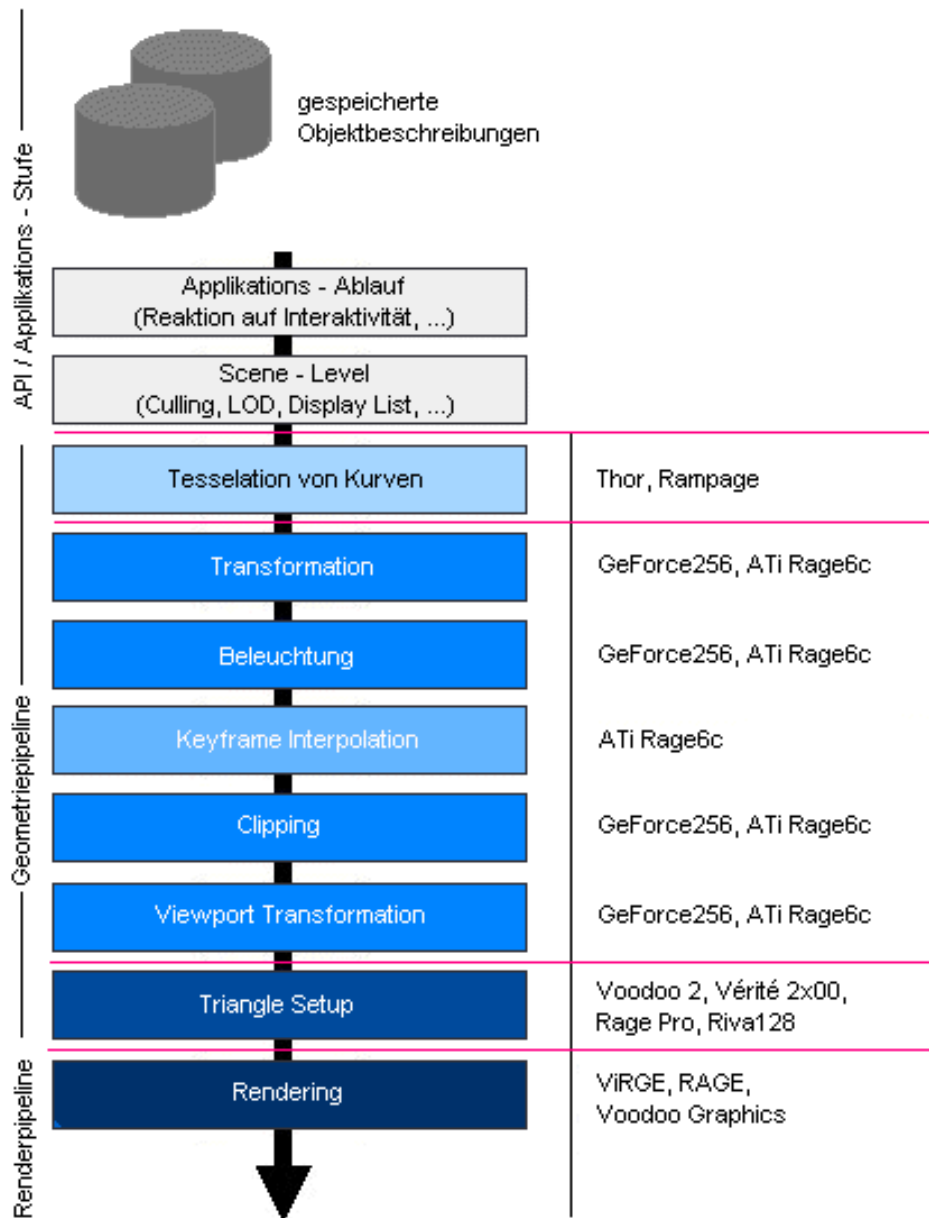 gespeicherte
Objektbeschreibungen
API / Applikations - Stufe
Applikations - Ablauf
(Reaktion auf Interaktivität, ...)
Scene - Level
(Culling, LOD, Display List, ...)
Geometriepipeline
Tesselation von Kurven
Thor, Rampage
Transformation
GeForce256, ATi Rage6c
Beleuchtung
GeForce256, ATi Rage6c
Keyframe Interpolation
ATi Rage6c
Clipping
GeForce256, ATi Rage6c
Viewport Transformation
GeForce256, ATi Rage6c
Triangle Setup
Voodoo 2, Vérité 2x00,
Rage Pro, Riva128
Renderpipeline
Rendering
ViRGE, RAGE,
Voodoo Graphics